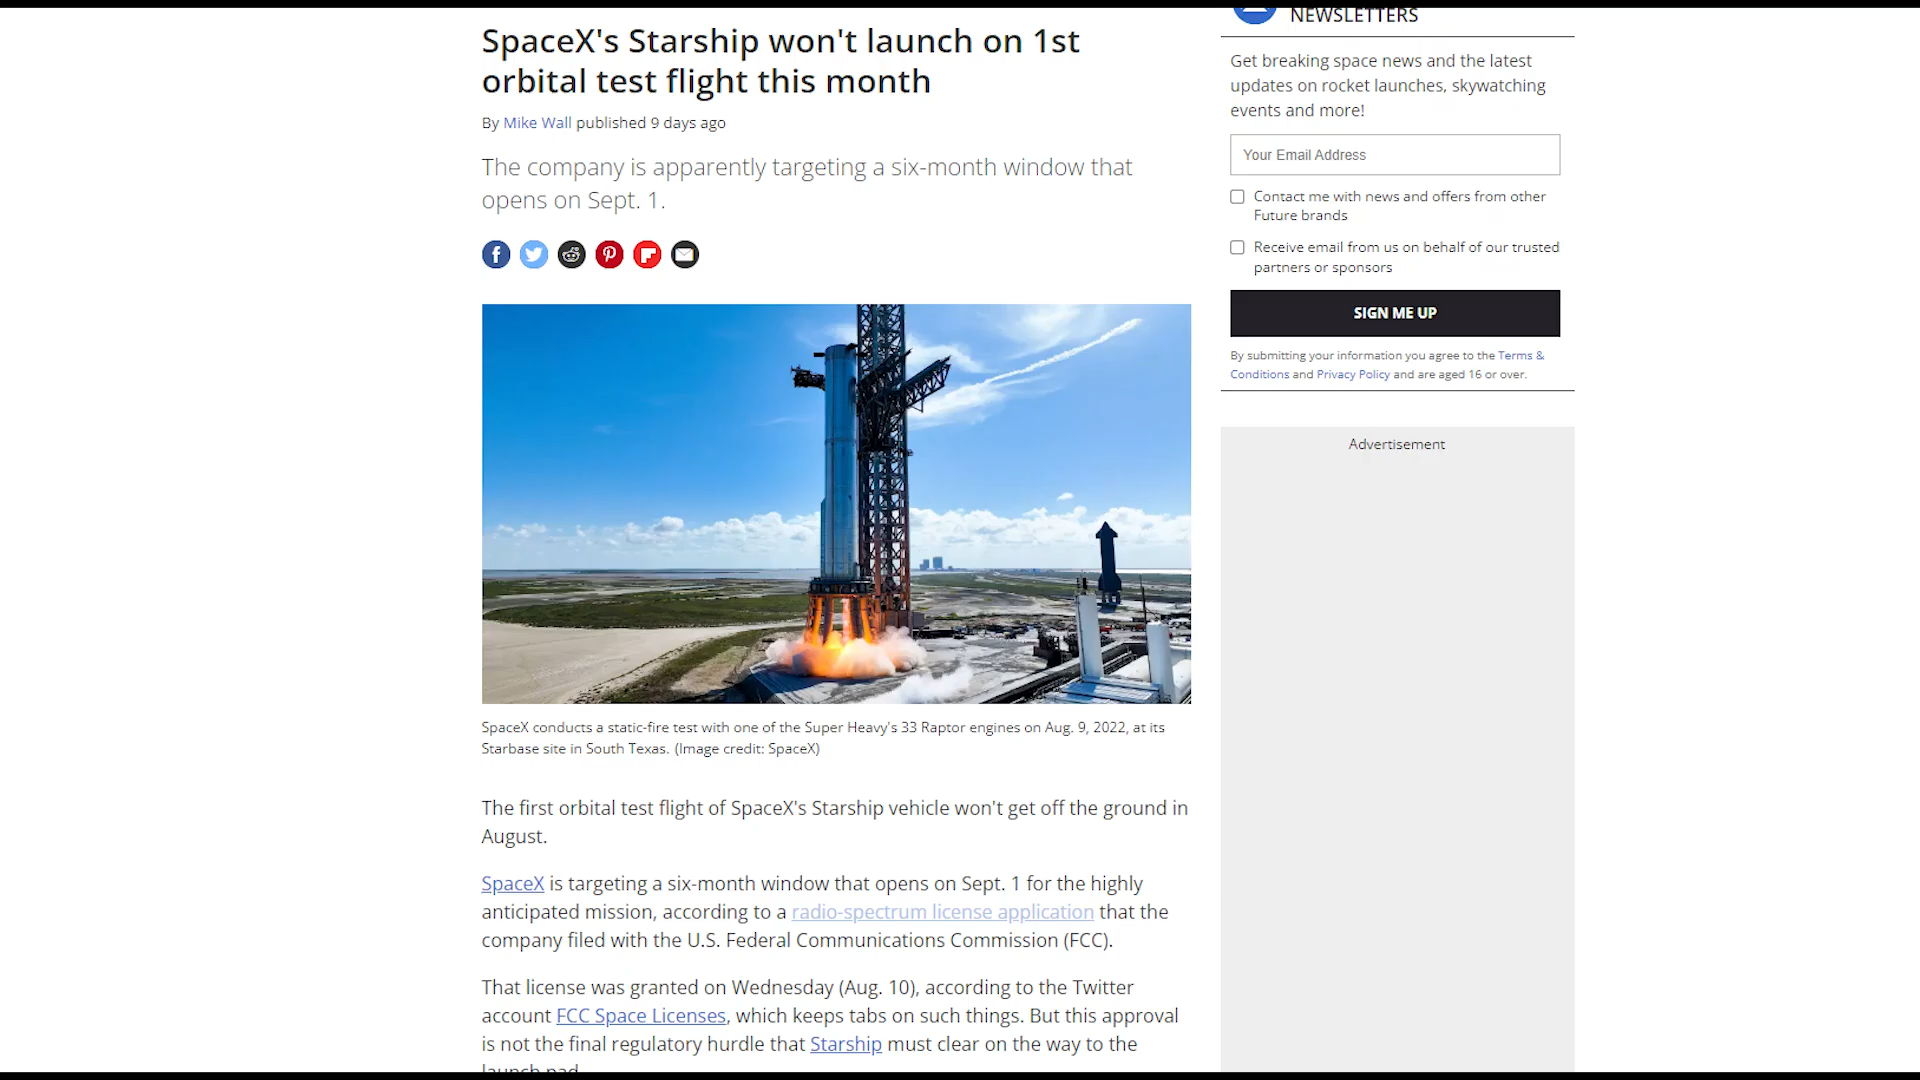 SpaceX's Starship won't launch on 1st
orbital test flight this month
By Mike Wall published 9 days ago
The company is apparently targeting a six-month window that
opens on Sept. 1.
SpaceX conducts a static-fire test with one of the Super Heavy's 33 Raptor engines on Aug. 9, 2022, at its
Starbase site in South Texas. (Image credit: SpaceX)
The first orbital test flight of SpaceX's Starship vehicle won't get off the ground in
August.
SpaceX is targeting a six-month window that opens on Sept. 1 for the highly
anticipated mission, according to a radio-spectrum license application that the
company filed with the U.S. Federal Communications Commission (FCC).
That license was granted on Wednesday (Aug. 10), according to the Twitter
account FCC Space Licenses, which keeps tabs on such things. But this approval
is not the final regulatory hurdle that Starship must clear on the way to the
launch pad
NEWSLETTERS
Get breaking space news and the latest
updates on rocket launches, skywatching
events and more!
Your Email Address
Contact me with news and offers from other
Future brands
Receive email from us on behalf of our trusted
partners or sponsors
SIGN ME UP
By submitting your information you agree to the Terms &
Conditions and Privacy Policy and are aged 16 or over.
Advertisement